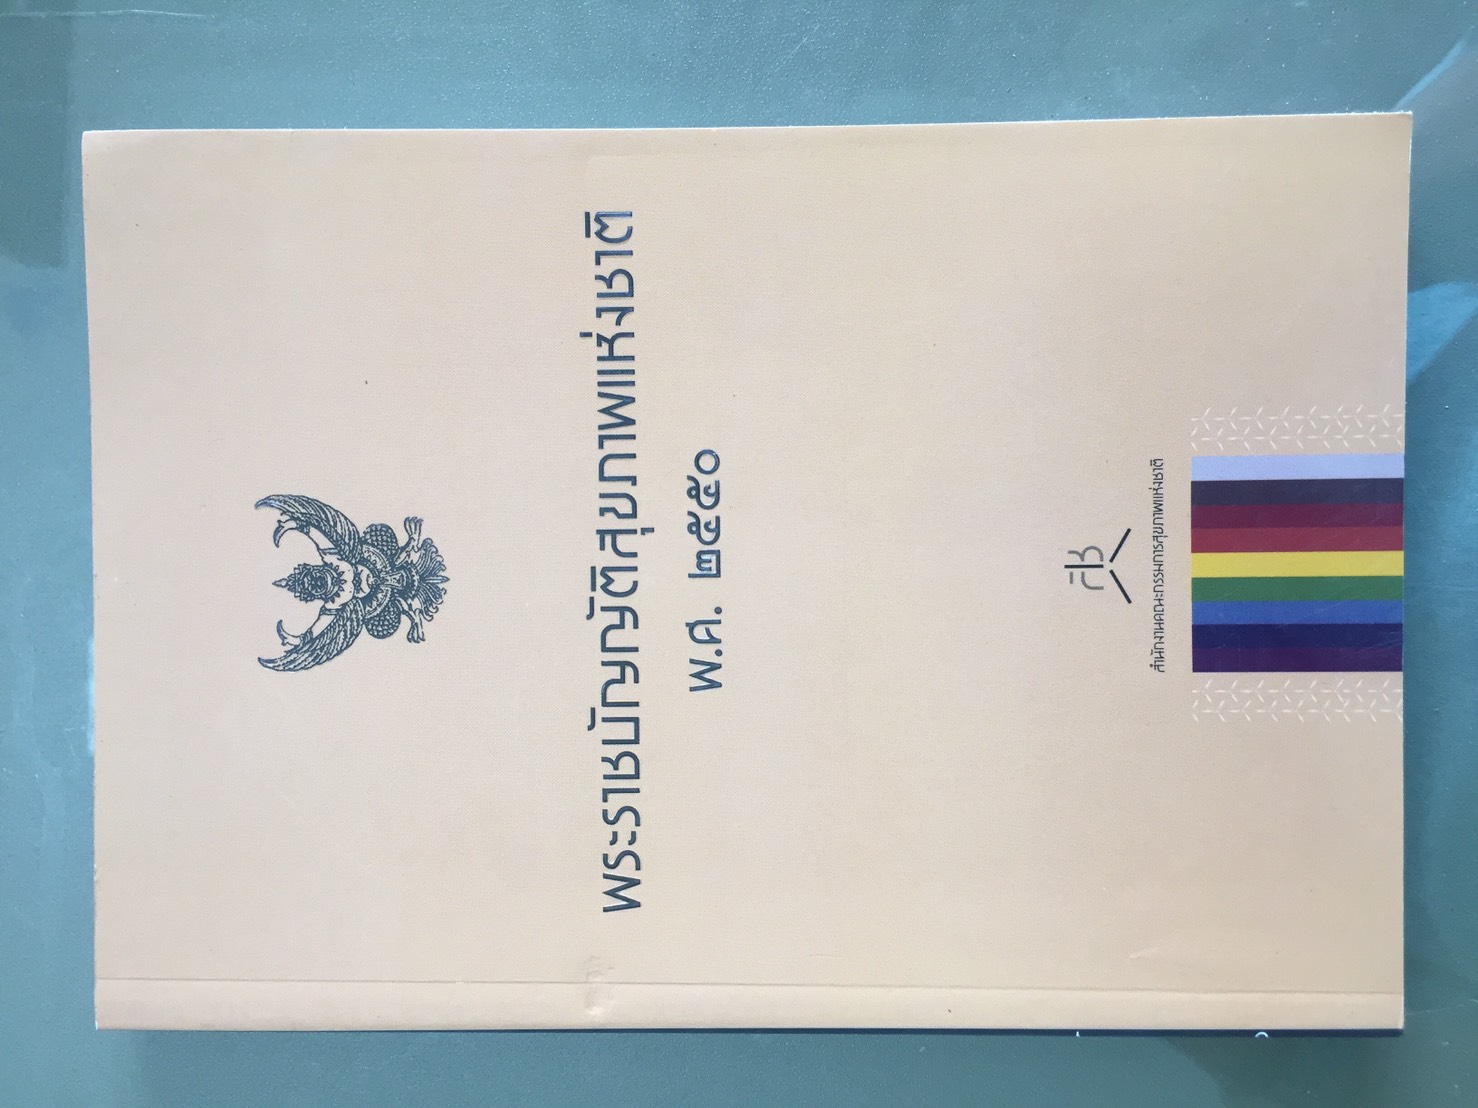 พระราชบัญญัติสุขภาพแห่งชาติ
พ.ศ. ๒๕๕๐
สช
สำนักงานคณะกรรมการสุขภาพแห่งชาติ